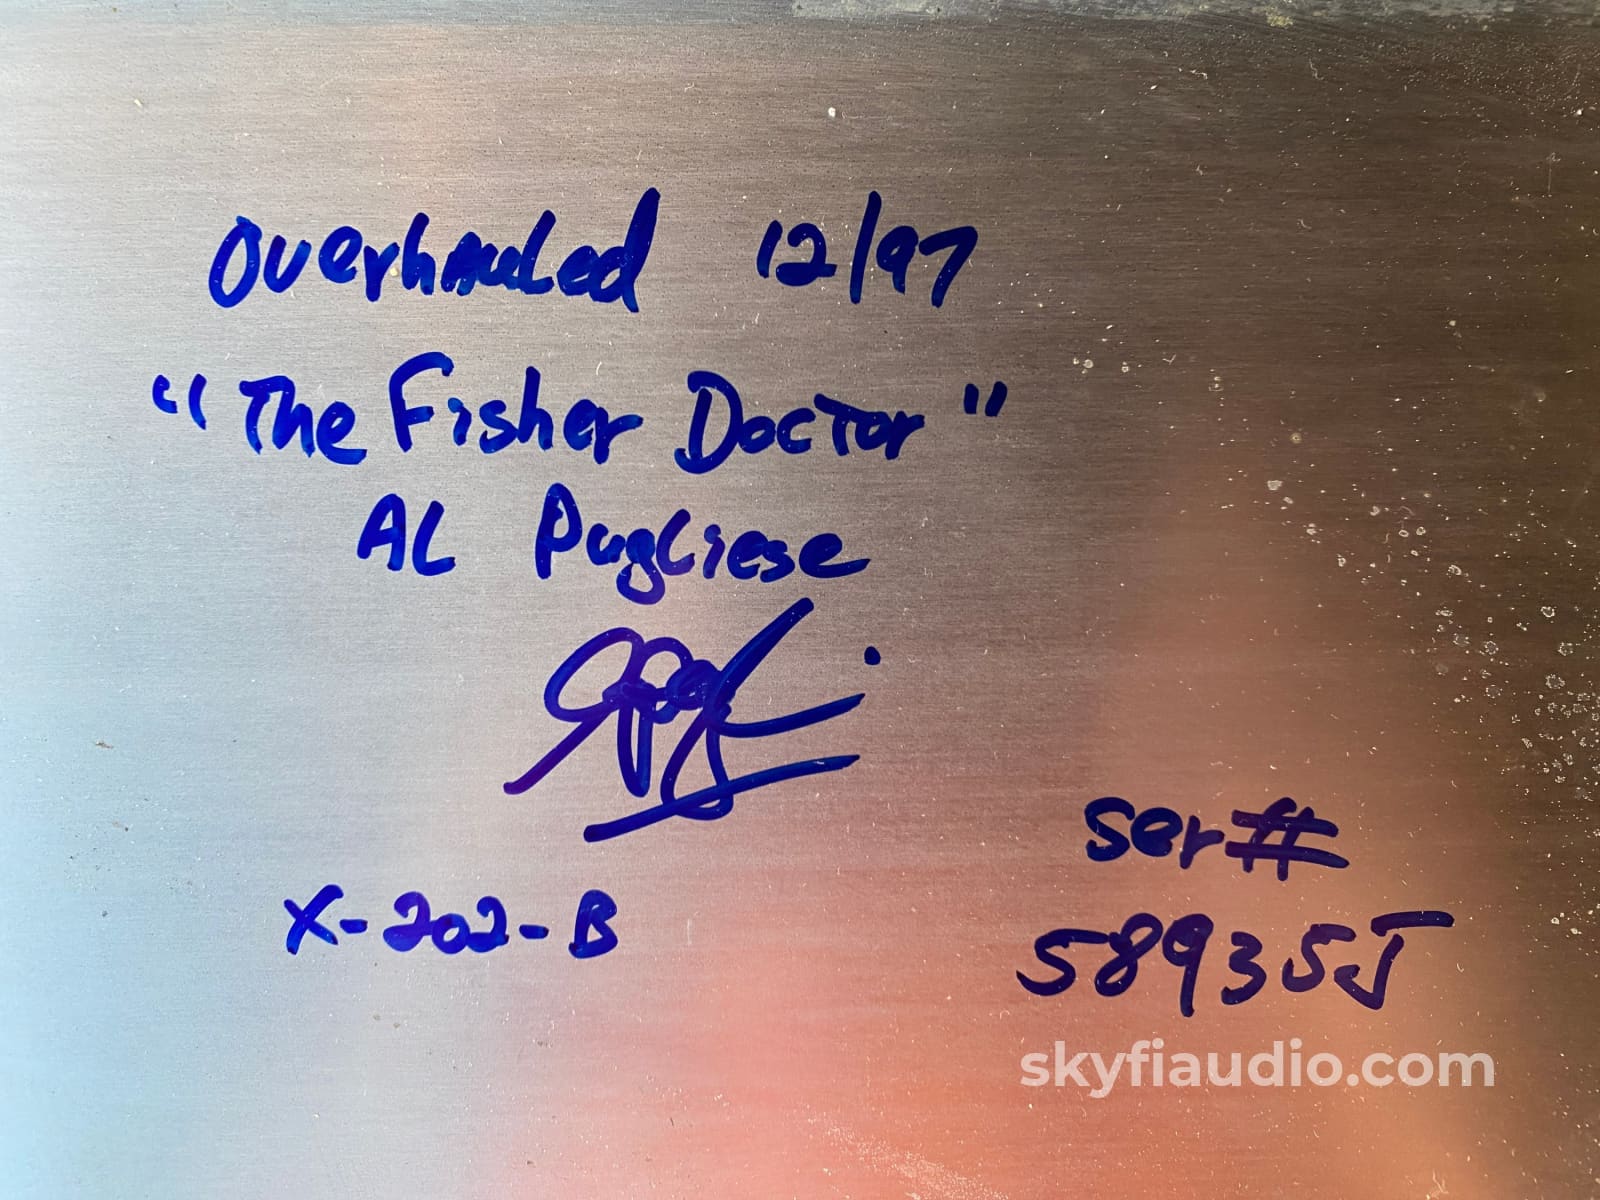 Overhauled 12/97
"The Fisher Doctor"
AL Pugliese
Ser#
X-202-B
58935J
skyfiaudio.com